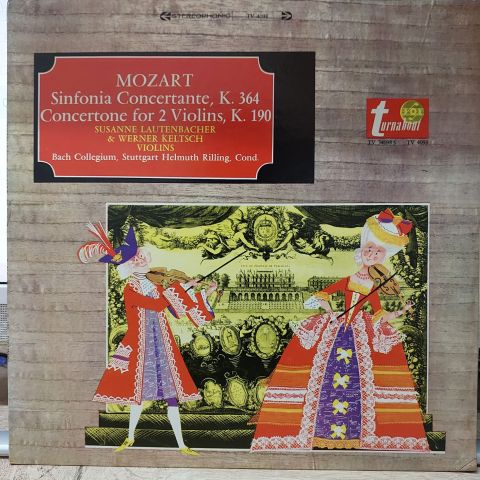 STEREOPHONIC
MOZART
Sinfonia Concertante, K. 364
Concertone for 2 Violins, K. 190
SUSANNE LAUTENBACHER
& WERNER KELTSCH
VIOLINS
Bach Collegium, Stuttgart Helmuth Rilling, Cond.
VOX
turnabout